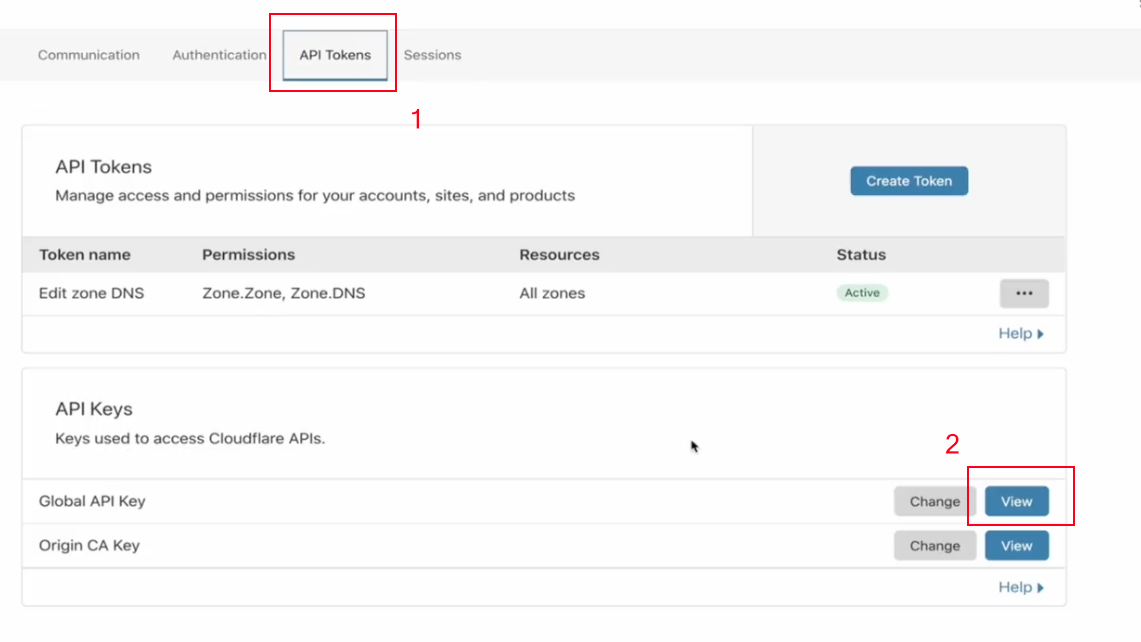 Communication Authentication API Tokens Sessions
1
API Tokens
Manage access and permissions for your accounts, sites, and products
Create Token
Token name Permissions Resources Status
Edit zone DNS Zone.Zone, Zone.DNS All zones Active ...
Help
API Keys
Keys used to access Cloudflare APIs.
2
Global API Key Change View
Origin CA Key Change View
Help